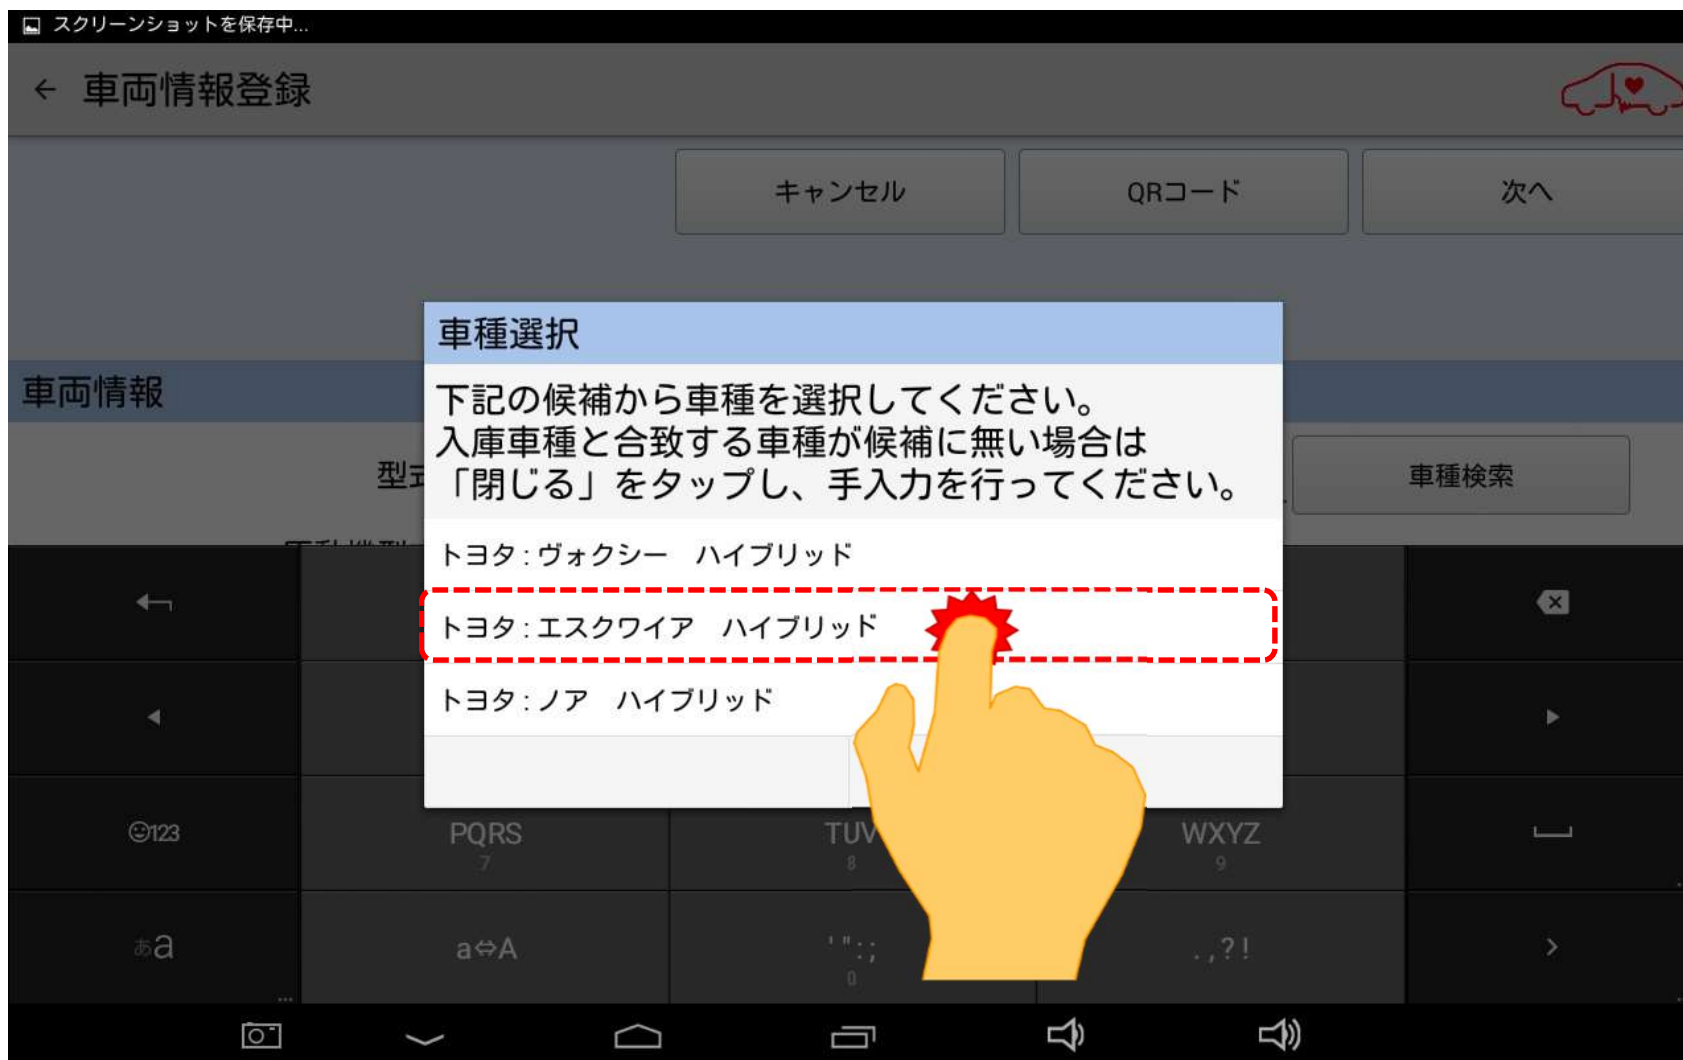 スクリーンショットを保存中...
← 車両情報登録
キャンセル
QRコード
次へ
車種選択
車両情報
下記の候補から車種を選択してください。
入庫車種と合致する車種が候補に無い場合は
「閉じる」をタップし、手入力を行ってください。
型式
車種検索
トヨタ:ヴォクシー ハイブリッド
トヨタ:エスクワイア ハイブリッド
トヨタ:ノア ハイブリッド
123
PQRS
7
TUV
8
WXYZ
9
あa
a⇔A
'":;
0
.,?!